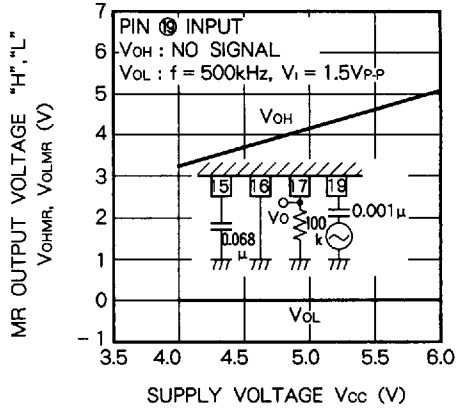 MR OUTPUT VOLTAGE "H", "L"
VOHMR, VOLMR (V)
7
6
5
4
3
2
1
0
−1
PIN ⑲ INPUT
VOH : NO SIGNAL
VOL : f = 500kHz, VI = 1.5VP-P
VOH
15 16 17 19
VO
0.068
μ
100
k
0.001μ
VOL
3.5 4.0 4.5 5.0 5.5 6.0
SUPPLY VOLTAGE VCC (V)